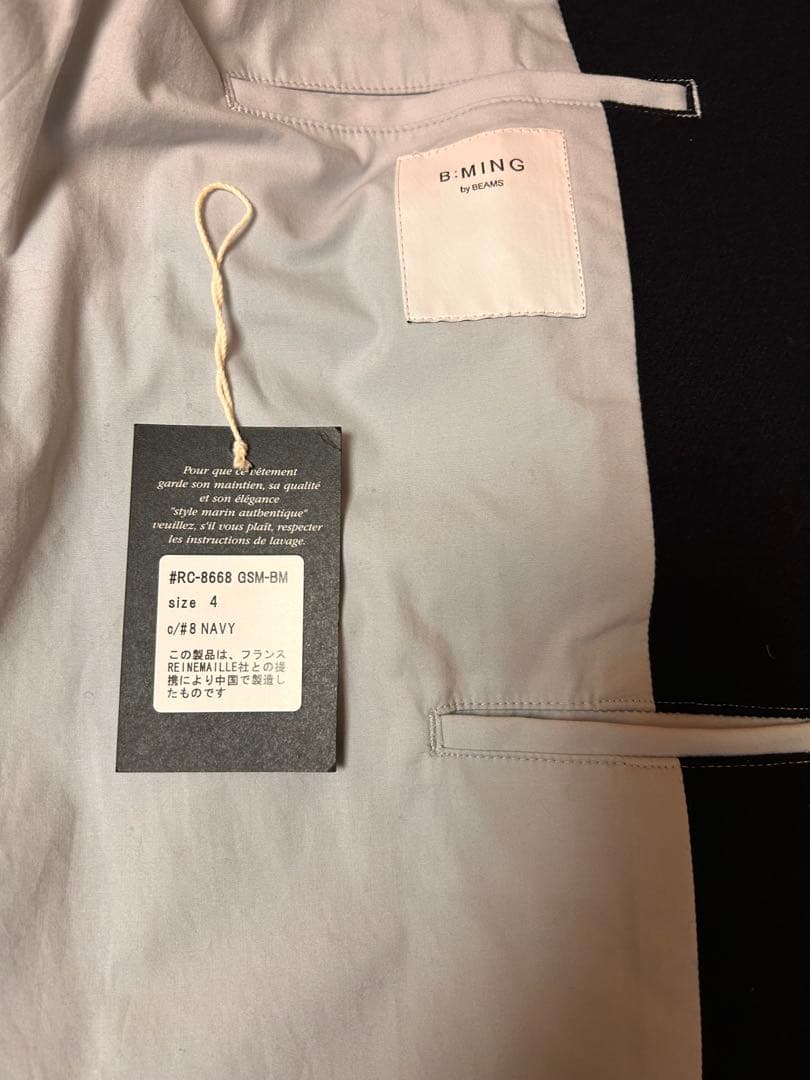 B:MING
by BEAMS
Pour que ce vêtement
garde son maintien, sa qualité
et son élégance
"style marin authentique"
veuillez, s'il vous plaît, respecter
les instructions de lavage.
#RC-8668 GSM-BM
size 4
c/#8 NAVY
この製品は、フランス
REINEMAILLE社との提
携により中国で製造し
たものです